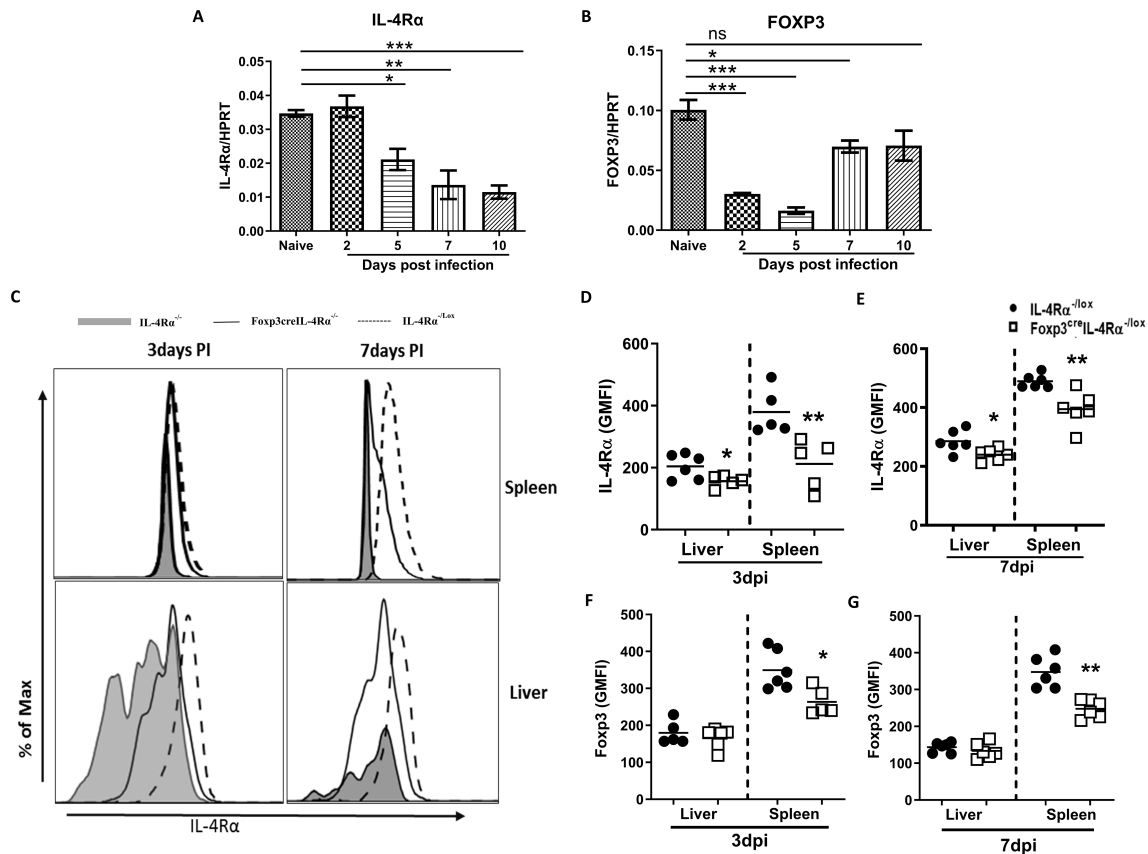 A
IL-4Rα
***
**
*
0.05
0.04
0.03
0.02
0.01
0.00
IL-4Rα/HPRT
Naive 2 5 7 10
Days post infection
B
FOXP3
ns
*
***
***
0.15
0.10
0.05
0.00
FOXP3/HPRT
Naive 2 5 7 10
Days post infection
C
IL-4Rα-/- Foxp3creIL-4Rα-/- IL-4Rα-/Lox
3days PI 7days PI
Spleen
Liver
% of Max
IL-4Rα
D
600
400
200
0
IL-4Rα (GMFI)
*
**
Liver Spleen
3dpi
E
IL-4Rα-/lox
Foxp3creIL-4Rα-/lox
600
400
200
0
IL-4Rα (GMFI)
*
**
Liver Spleen
7dpi
F
500
400
300
200
100
0
Foxp3 (GMFI)
*
Liver Spleen
3dpi
G
500
400
300
200
100
0
Foxp3 (GMFI)
**
Liver Spleen
7dpi